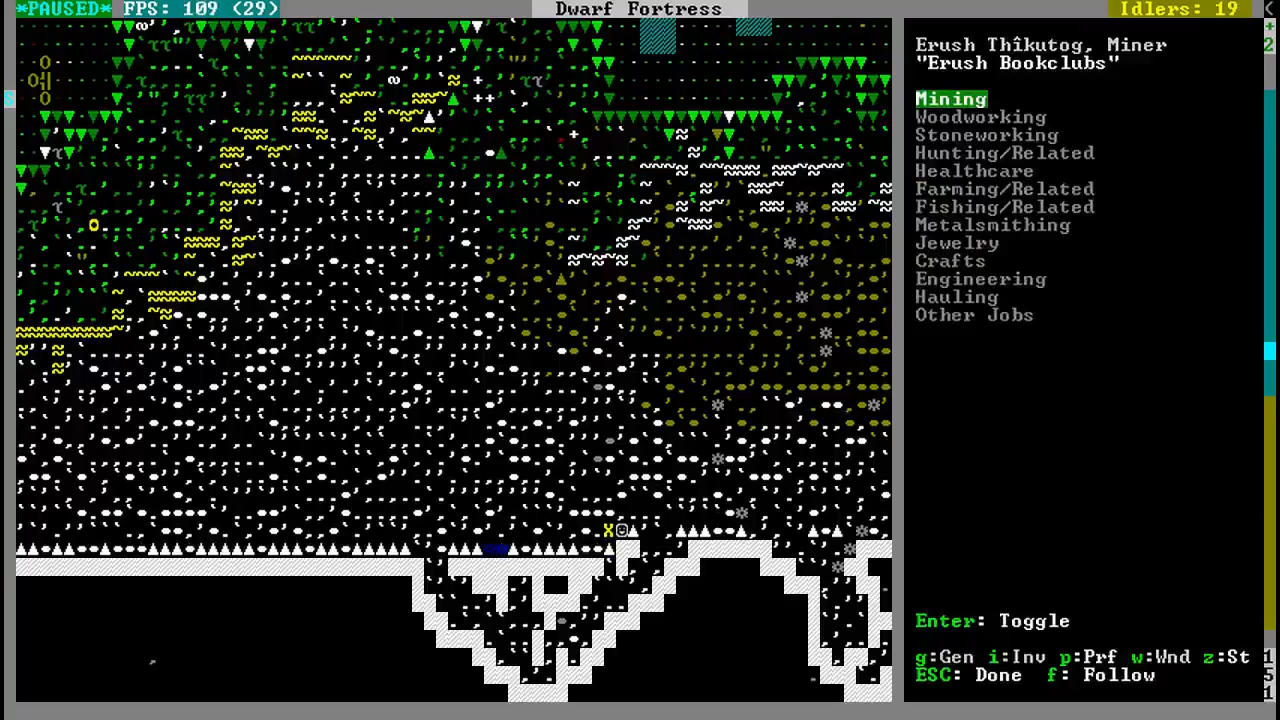 *PAUSED* FPS: 109 (29) Dwarf Fortress Idlers: 19
Erush Thîkutog, Miner
"Erush Bookclubs"
Mining
Woodworking
Stoneworking
Hunting/Related
Healthcare
Farming/Related
Fishing/Related
Metalsmithing
Jewelry
Crafts
Engineering
Hauling
Other Jobs
Enter: Toggle
g:Gen i:Inv p:Prf w:Wnd z:St
ESC: Done f: Follow